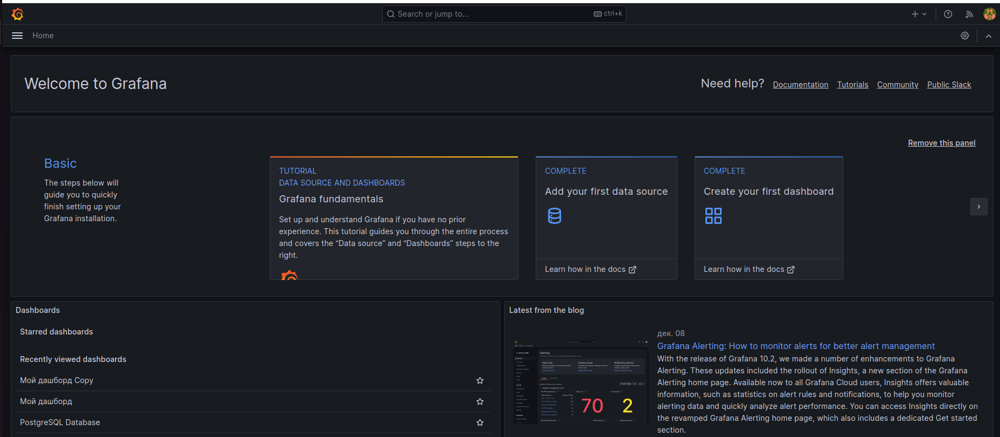 Search or jump to...
ctrl+k
Home
Welcome to Grafana
Need help?
Documentation
Tutorials
Community
Public Slack
Remove this panel
Basic
The steps below will
guide you to quickly
finish setting up your
Grafana installation.
TUTORIAL
DATA SOURCE AND DASHBOARDS
Grafana fundamentals
Set up and understand Grafana if you have no prior
experience. This tutorial guides you through the entire process
and covers the “Data source” and “Dashboards” steps to the
right.
COMPLETE
Add your first data source
Learn how in the docs
COMPLETE
Create your first dashboard
Learn how in the docs
Dashboards
Starred dashboards
Recently viewed dashboards
Мой дашборд Copy
Мой дашборд
PostgreSQL Database
Latest from the blog
Alerting
Alert rules
Contact points
Notification policies
70
2
дек. 08
Grafana Alerting: How to monitor alerts for better alert management
With the release of Grafana 10.2, we made a number of enhancements to Grafana
Alerting. These updates included the rollout of Insights, a new section of the Grafana
Alerting home page. Available now to all Grafana Cloud users, Insights offers valuable
information, such as statistics on alert rules and notifications, to help you monitor
alerting data and quickly analyze alert performance. You can access Insights directly on
the revamped Grafana Alerting home page, which also includes a dedicated Get started
section.